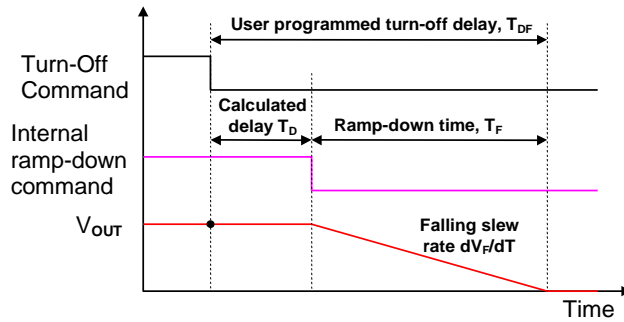 User programmed turn-off delay, TDF
Turn-Off
Command
Calculated
delay TD
Ramp-down time, TF
Internal
ramp-down
command
VOUT
Falling slew
rate dVF/dT
Time